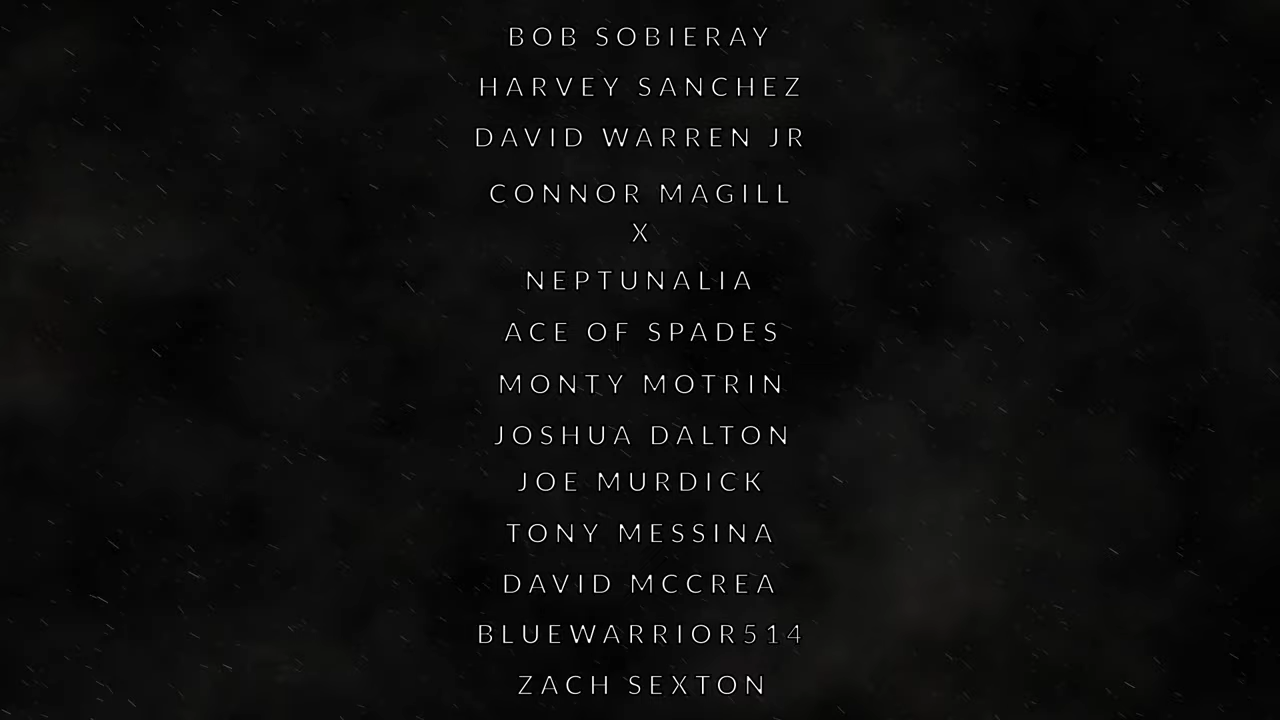 BOB SOBIERAY
HARVEY SANCHEZ
DAVID WARREN JR
CONNOR MAGILL
X
NEPTUNALIA
ACE OF SPADES
MONTY MOTRIN
JOSHUA DALTON
JOE MURDICK
TONY MESSINA
DAVID MCCREA
BLUEWARRIOR514
ZACH SEXTON